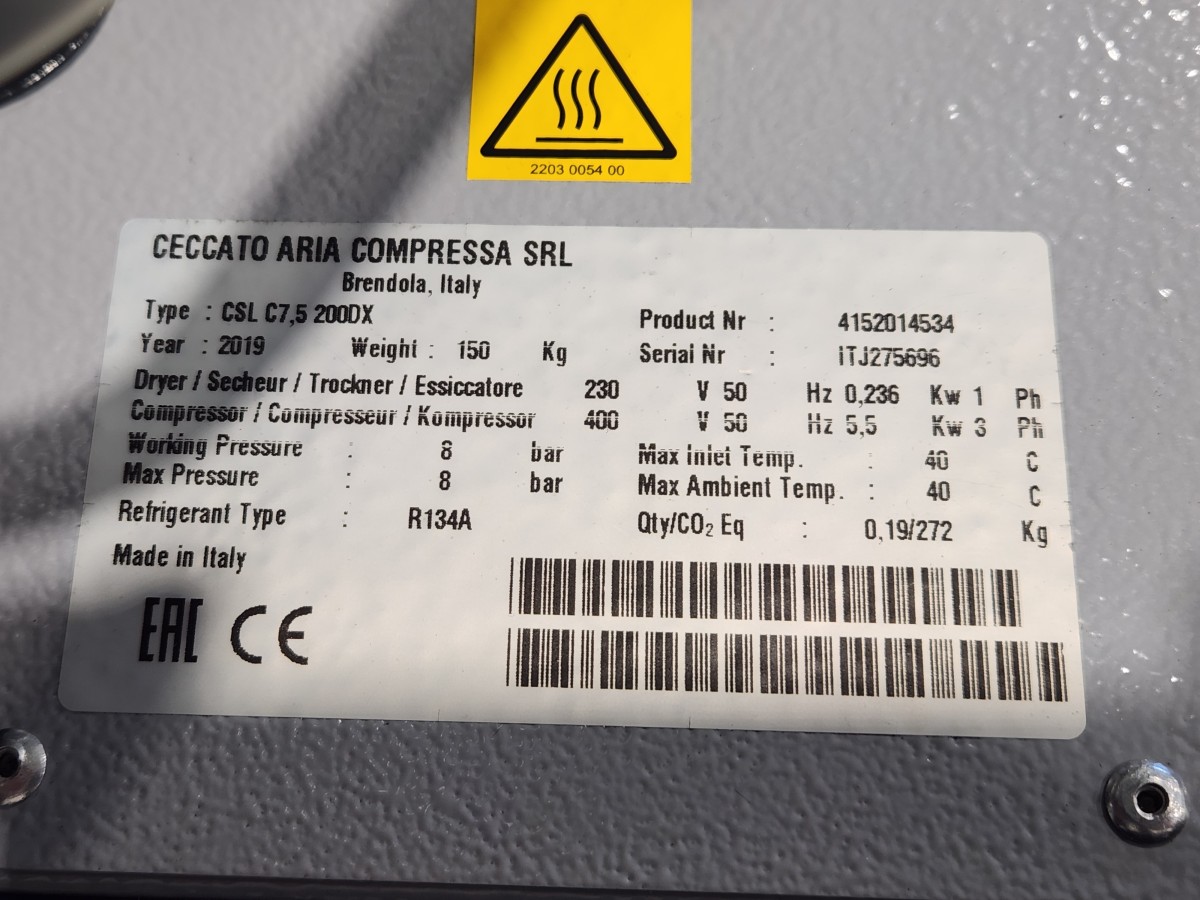 2203 0054 00
CECCATO ARIA COMPRESSA SRL
Brendola, Italy
Type : CSL C7,5 200DX Product Nr : 4152014534
Year : 2019 Weight : 150 Kg Serial Nr : ITJ275696
Dryer / Secheur / Trockner / Essiccatore 230 V 50 Hz 0,236 Kw 1 Ph
Compressor / Compresseur / Kompressor 400 V 50 Hz 5,5 Kw 3 Ph
Working Pressure : 8 bar Max Inlet Temp. : 40 C
Max Pressure : 8 bar Max Ambient Temp. : 40 C
Refrigerant Type : R134A Qty/CO₂ Eq : 0,19/272 Kg
Made in Italy
EAC CE